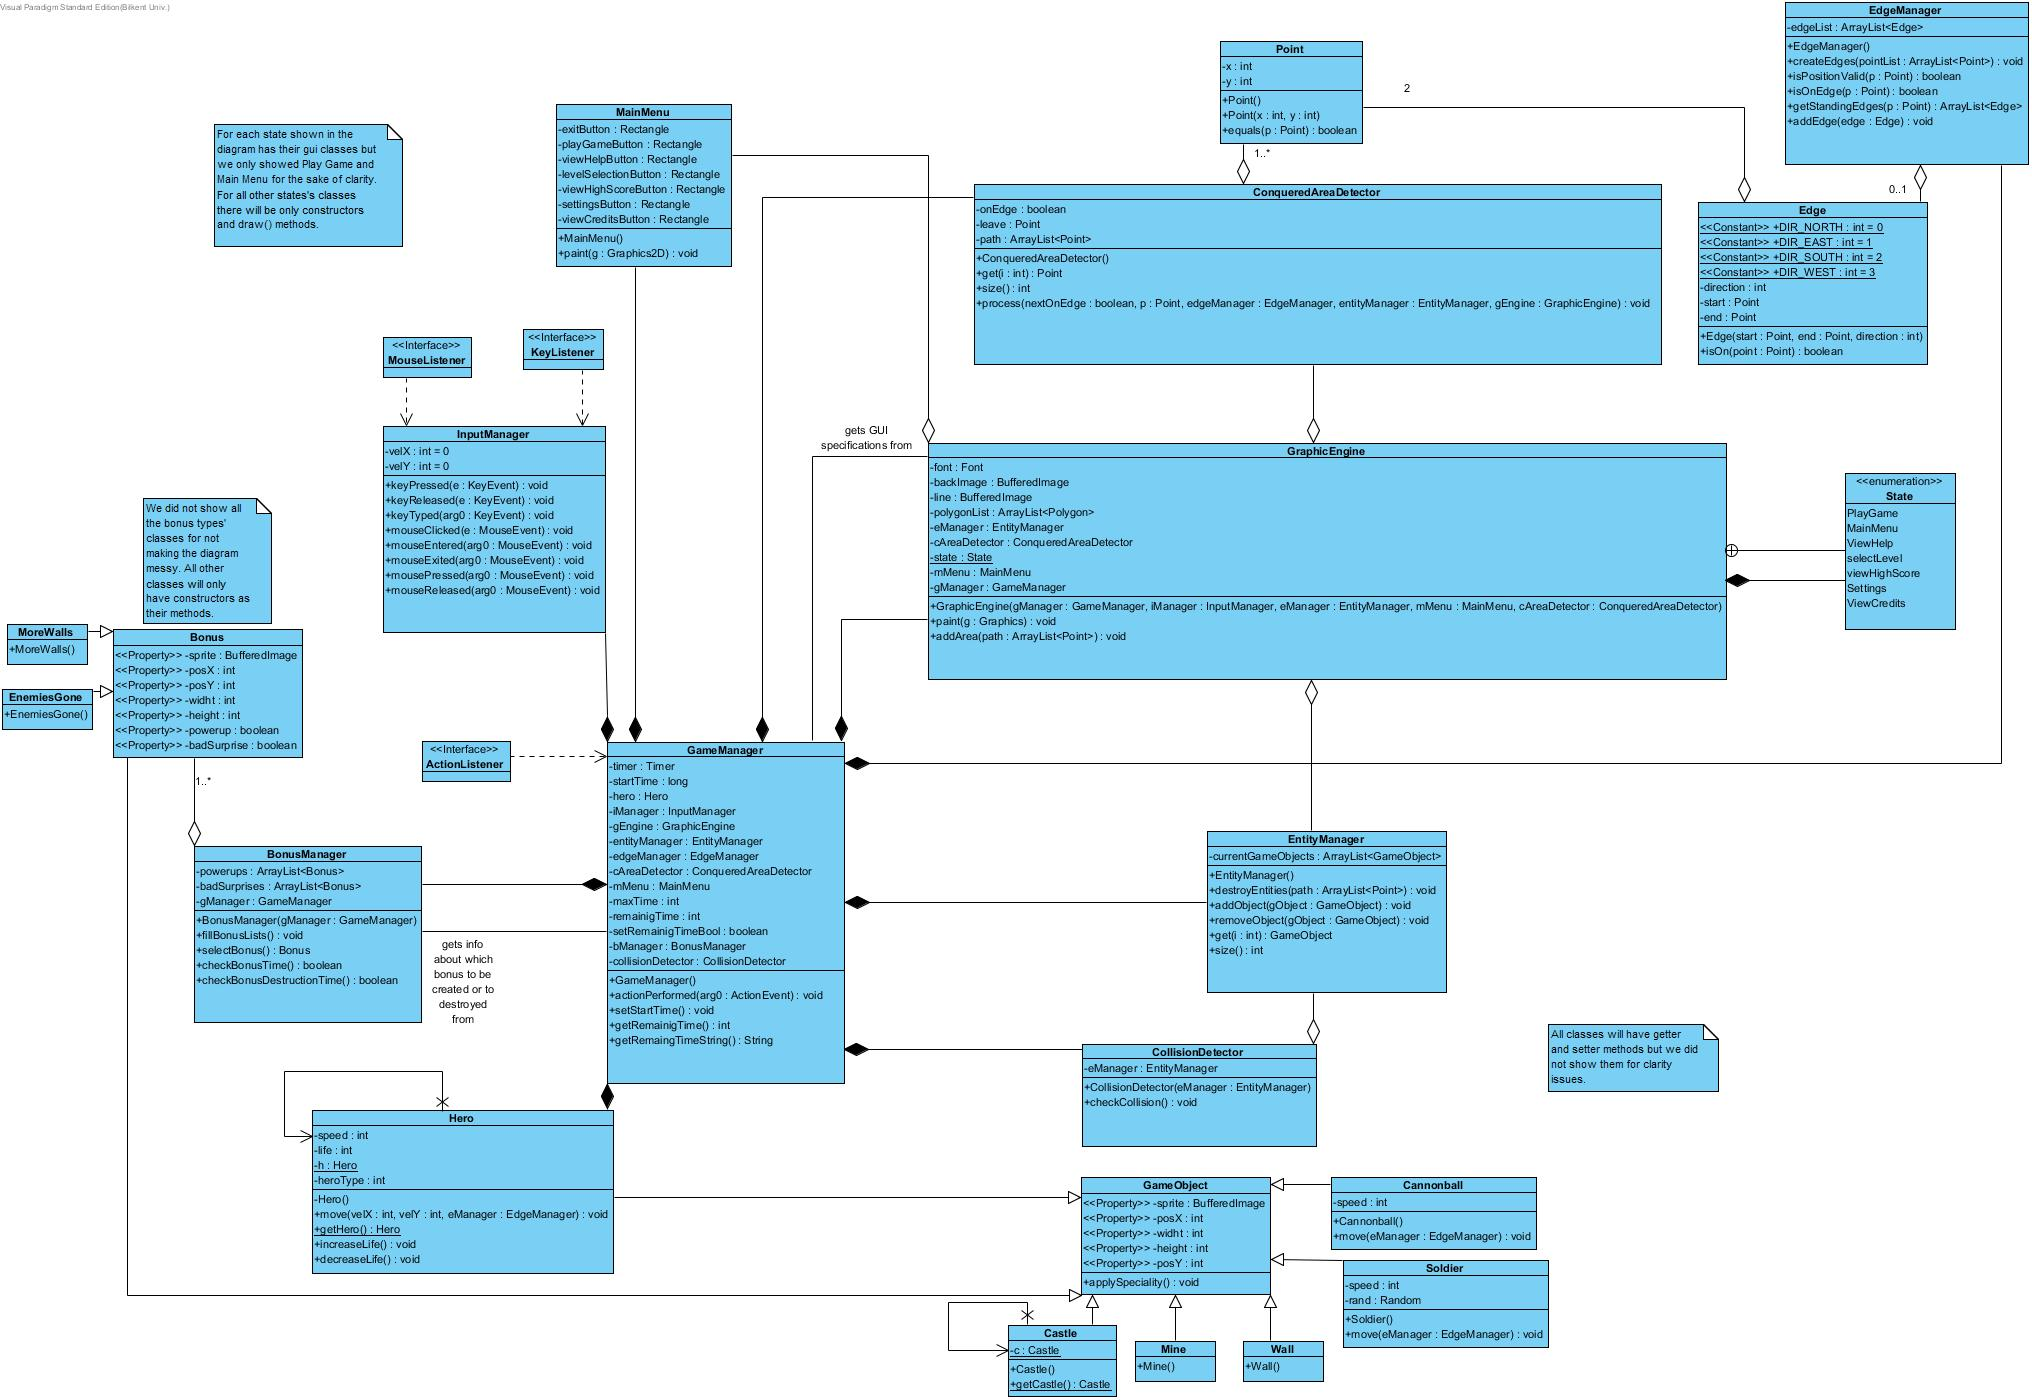 Visual Paradigm Standard Edition(Bilkent Univ.)
EdgeManager
-edgeList : ArrayList<Edge>
+EdgeManager()
+createEdges(pointList : ArrayList<Point>) : void
+isPositionValid(p : Point) : boolean
+isOnEdge(p : Point) : boolean
+getStandingEdges(p : Point) : ArrayList<Edge>
+addEdge(edge : Edge) : void
Point
-x : int
-y : int
+Point()
+Point(x : int, y : int)
+equals(p : Point) : boolean
2
1..*
0..1
MainMenu
-exitButton : Rectangle
-playGameButton : Rectangle
-viewHelpButton : Rectangle
-levelSelectionButton : Rectangle
-viewHighScoreButton : Rectangle
-settingsButton : Rectangle
-viewCreditsButton : Rectangle
+MainMenu()
+paint(g : Graphics2D) : void
For each state shown in the
diagram has their gui classes but
we only showed Play Game and
Main Menu for the sake of clarity.
For all other states's classes
there will be only constructors
and draw() methods.
ConqueredAreaDetector
-onEdge : boolean
-leave : Point
-path : ArrayList<Point>
+ConqueredAreaDetector()
+get(i : int) : Point
+size() : int
+process(nextOnEdge : boolean, p : Point, edgeManager : EdgeManager, entityManager : EntityManager, gEngine : GraphicEngine) : void
Edge
<<Constant>> +DIR_NORTH : int = 0
<<Constant>> +DIR_EAST : int = 1
<<Constant>> +DIR_SOUTH : int = 2
<<Constant>> +DIR_WEST : int = 3
-direction : int
-start : Point
-end : Point
+Edge(start : Point, end : Point, direction : int)
+isOn(point : Point) : boolean
<<Interface>>
MouseListener
<<Interface>>
KeyListener
InputManager
-velX : int = 0
-velY : int = 0
+keyPressed(e : KeyEvent) : void
+keyReleased(e : KeyEvent) : void
+keyTyped(arg0 : KeyEvent) : void
+mouseClicked(e : MouseEvent) : void
+mouseEntered(arg0 : MouseEvent) : void
+mouseExited(arg0 : MouseEvent) : void
+mousePressed(arg0 : MouseEvent) : void
+mouseReleased(arg0 : MouseEvent) : void
gets GUI
specifications from
GraphicEngine
-font : Font
-backImage : BufferedImage
-line : BufferedImage
-polygonList : ArrayList<Polygon>
-eManager : EntityManager
-cAreaDetector : ConqueredAreaDetector
-state : State
-mMenu : MainMenu
-gManager : GameManager
+GraphicEngine(gManager : GameManager, iManager : InputManager, eManager : EntityManager, mMenu : MainMenu, cAreaDetector : ConqueredAreaDetector)
+paint(g : Graphics) : void
+addArea(path : ArrayList<Point>) : void
<<enumeration>>
State
PlayGame
MainMenu
ViewHelp
selectLevel
viewHighScore
Settings
ViewCredits
We did not show all
the bonus types'
classes for not
making the diagram
messy. All other
classes will only
have constructors as
their methods.
MoreWalls
+MoreWalls()
EnemiesGone
+EnemiesGone()
Bonus
<<Property>> -sprite : BufferedImage
<<Property>> -posX : int
<<Property>> -posY : int
<<Property>> -widht : int
<<Property>> -height : int
<<Property>> -powerup : boolean
<<Property>> -badSurprise : boolean
1..*
<<Interface>>
ActionListener
GameManager
-timer : Timer
-startTime : long
-hero : Hero
-iManager : InputManager
-gEngine : GraphicEngine
-entityManager : EntityManager
-edgeManager : EdgeManager
-cAreaDetector : ConqueredAreaDetector
-mMenu : MainMenu
-maxTime : int
-remainigTime : int
-setRemainigTimeBool : boolean
-bManager : BonusManager
-collisionDetector : CollisionDetector
+GameManager()
+actionPerformed(arg0 : ActionEvent) : void
+setStartTime() : void
+getRemainigTime() : int
+getRemaingTimeString() : String
BonusManager
-powerups : ArrayList<Bonus>
-badSurprises : ArrayList<Bonus>
-gManager : GameManager
+BonusManager(gManager : GameManager)
+fillBonusLists() : void
+selectBonus() : Bonus
+checkBonusTime() : boolean
+checkBonusDestructionTime() : boolean
gets info
about which
bonus to be
created or to
destroyed
from
EntityManager
-currentGameObjects : ArrayList<GameObject>
+EntityManager()
+destroyEntities(path : ArrayList<Point>) : void
+addObject(gObject : GameObject) : void
+removeObject(gObject : GameObject) : void
+get(i : int) : GameObject
+size() : int
All classes will have getter
and setter methods but we did
not show them for clarity
issues.
CollisionDetector
-eManager : EntityManager
+CollisionDetector(eManager : EntityManager)
+checkCollision() : void
Hero
-speed : int
-life : int
-h : Hero
-heroType : int
-Hero()
+move(velX : int, velY : int, eManager : EdgeManager) : void
+getHero() : Hero
+increaseLife() : void
+decreaseLife() : void
GameObject
<<Property>> -sprite : BufferedImage
<<Property>> -posX : int
<<Property>> -widht : int
<<Property>> -height : int
<<Property>> -posY : int
+applySpeciality() : void
Cannonball
-speed : int
+Cannonball()
+move(eManager : EdgeManager) : void
Soldier
-speed : int
-rand : Random
+Soldier()
+move(eManager : EdgeManager) : void
Castle
-c : Castle
+Castle()
+getCastle() : Castle
Mine
+Mine()
Wall
+Wall()